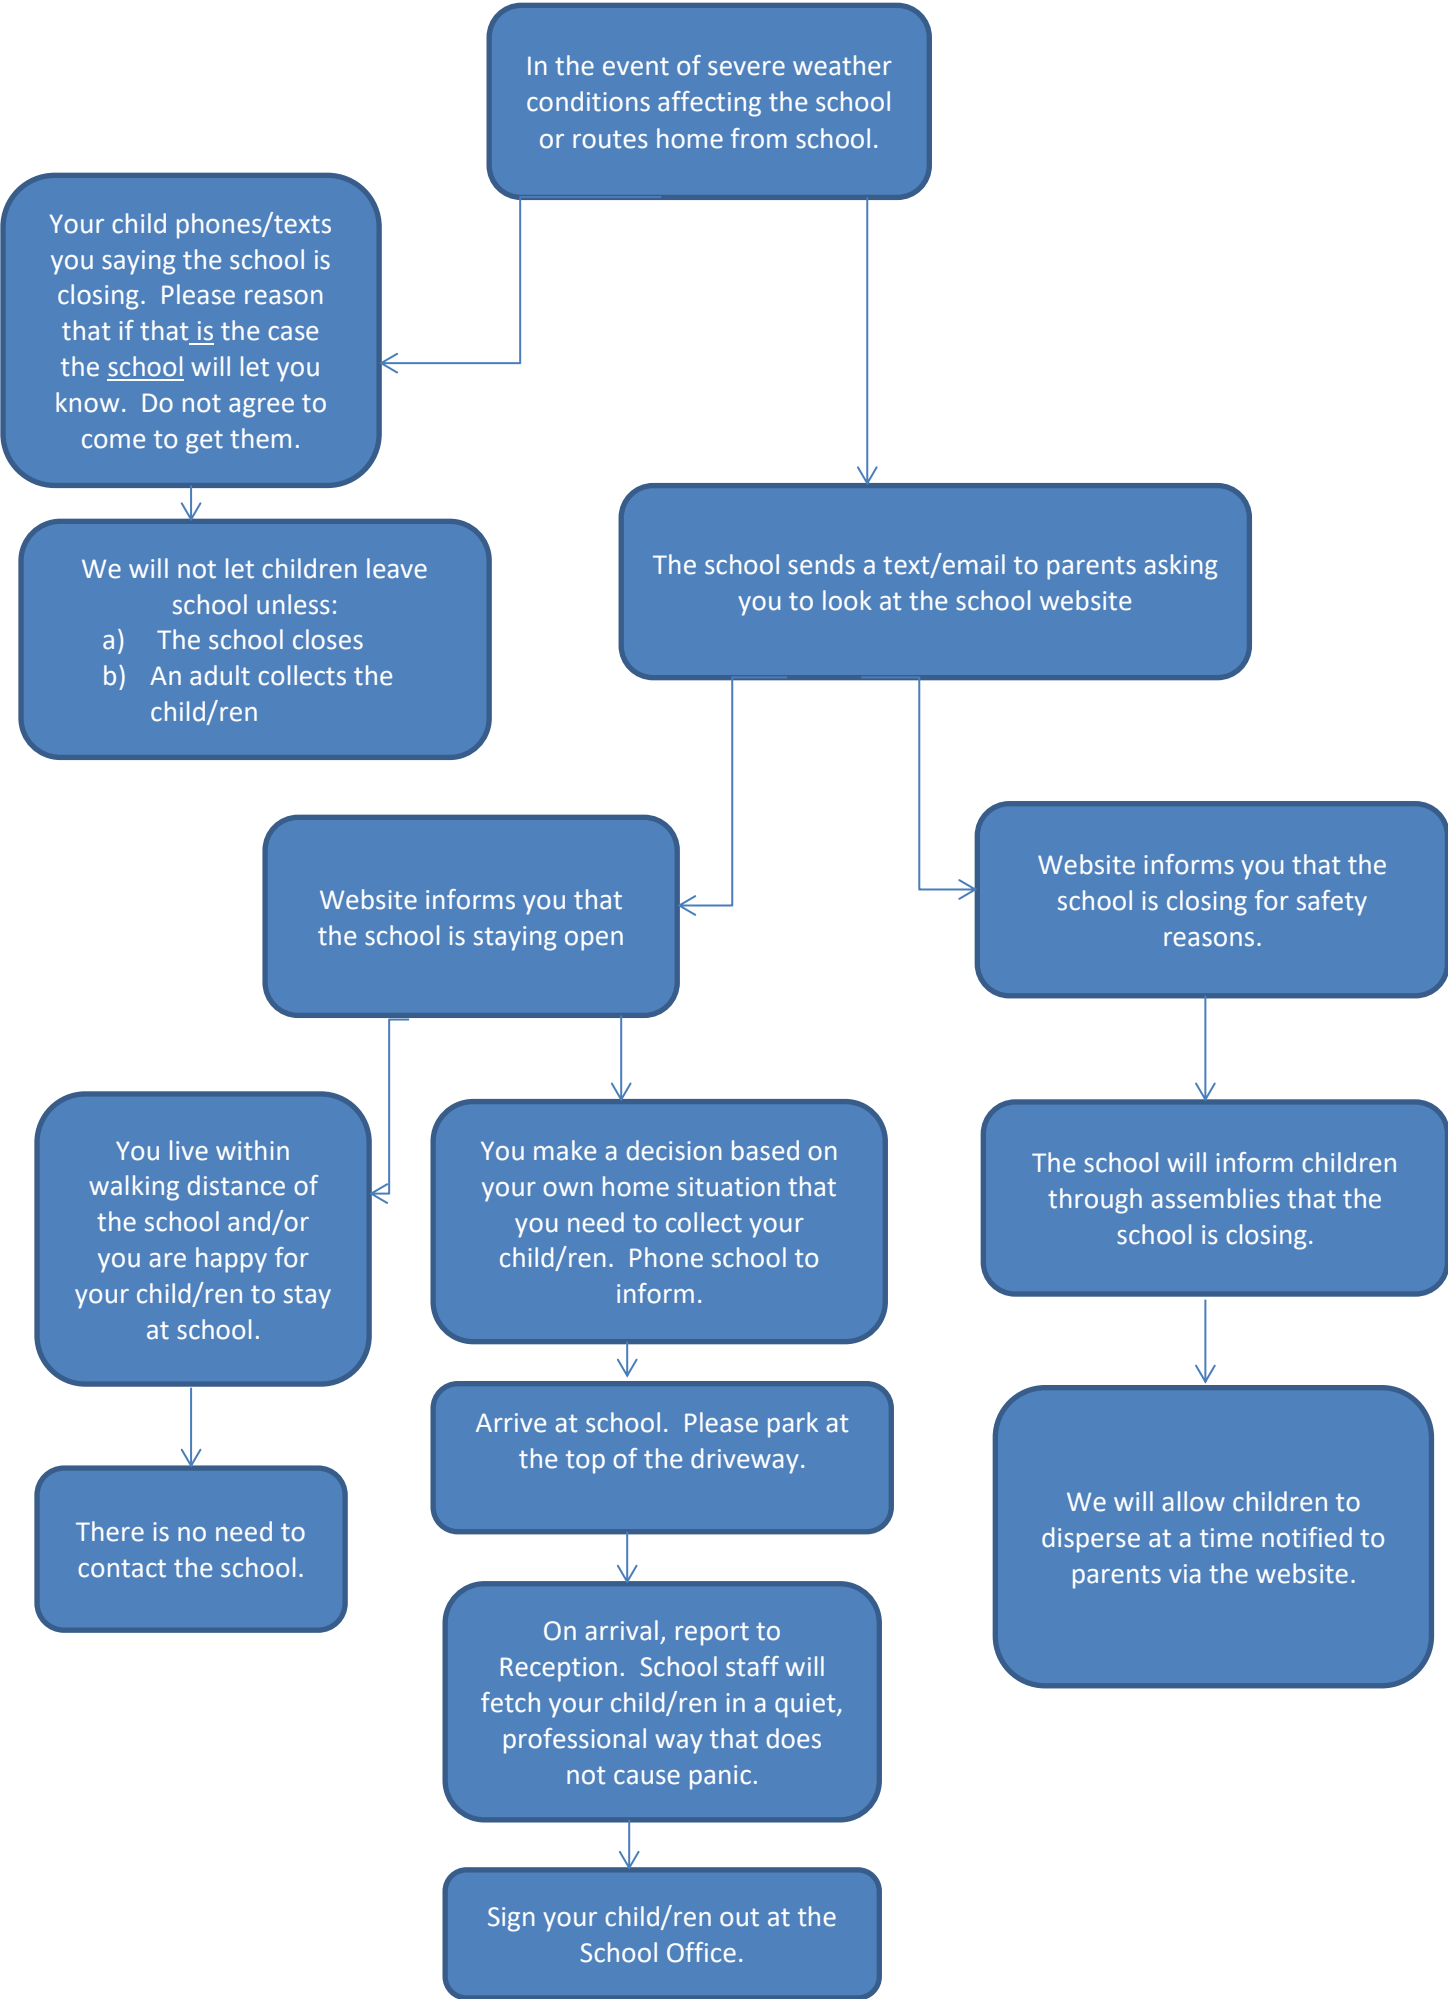 In the event of severe weather
conditions affecting the school
or routes home from school.
Your child phones/texts
you saying the school is
closing.  Please reason
that if that is the case
the school will let you
know.  Do not agree to
come to get them.
We will not let children leave
school unless:
a) The school closes
b) An adult collects the
child/ren
The school sends a text/email to parents asking
you to look at the school website
Website informs you that
the school is staying open
Website informs you that the
school is closing for safety
reasons.
You live within
walking distance of
the school and/or
you are happy for
your child/ren to stay
at school.
There is no need to
contact the school.
You make a decision based on
your own home situation that
you need to collect your
child/ren.  Phone school to
inform.
Arrive at school.  Please park at
the top of the driveway.
On arrival, report to
Reception.  School staff will
fetch your child/ren in a quiet,
professional way that does
not cause panic.
Sign your child/ren out at the
School Office.
The school will inform children
through assemblies that the
school is closing.
We will allow children to
disperse at a time notified to
parents via the website.